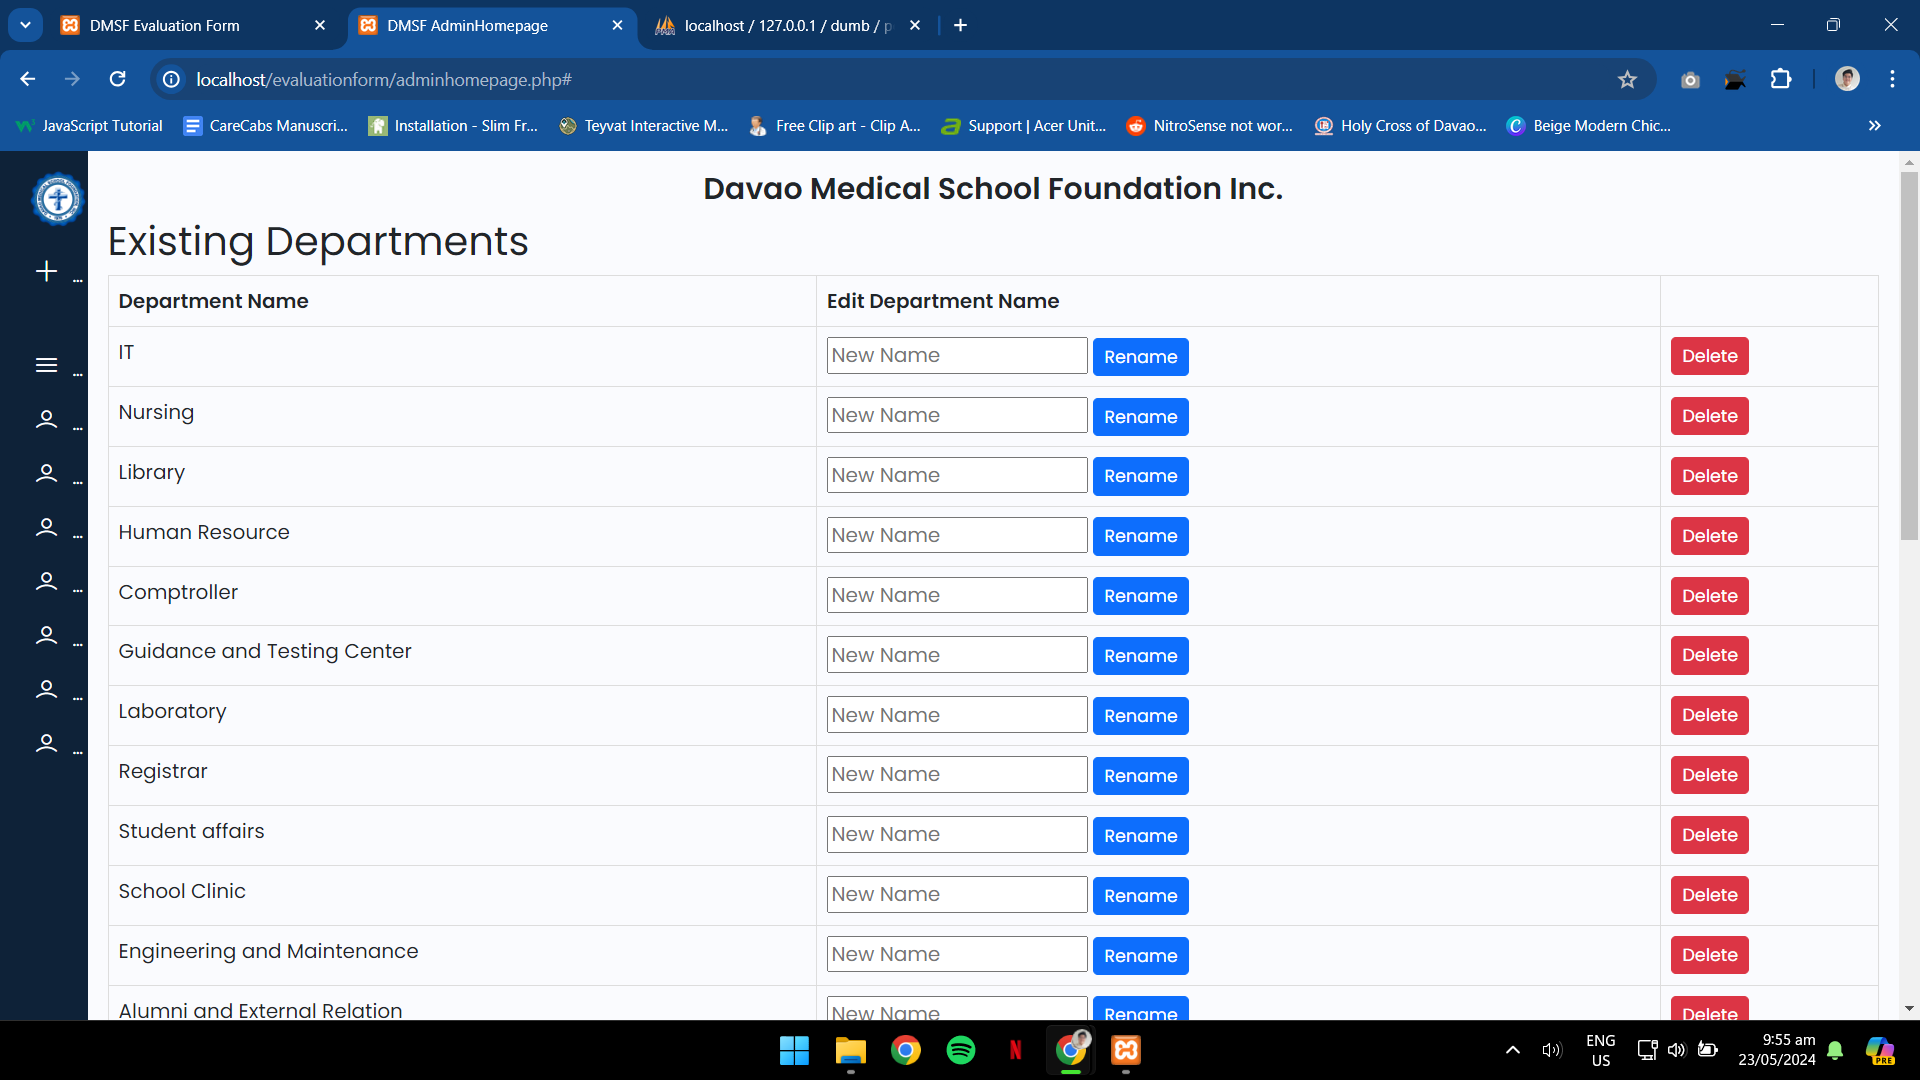 DMSF Evaluation Form
DMSF AdminHomepage
localhost / 127.0.0.1 / dumb / p
localhost/evaluationform/adminhomepage.php#
JavaScript Tutorial
CareCabs Manuscri...
Installation - Slim Fr...
Teyvat Interactive M...
Free Clip art - Clip A...
Support | Acer Unit...
NitroSense not wor...
Holy Cross of Davao...
Beige Modern Chic...
Davao Medical School Foundation Inc.
Existing Departments
Department Name Edit Department Name
IT New Name Rename Delete
Nursing New Name Rename Delete
Library New Name Rename Delete
Human Resource New Name Rename Delete
Comptroller New Name Rename Delete
Guidance and Testing Center New Name Rename Delete
Laboratory New Name Rename Delete
Registrar New Name Rename Delete
Student affairs New Name Rename Delete
School Clinic New Name Rename Delete
Engineering and Maintenance New Name Rename Delete
Alumni and External Relation New Name Rename Delete
...
...
...
...
...
...
...
...
...
ENG
US
9:55 am
23/05/2024
PRE